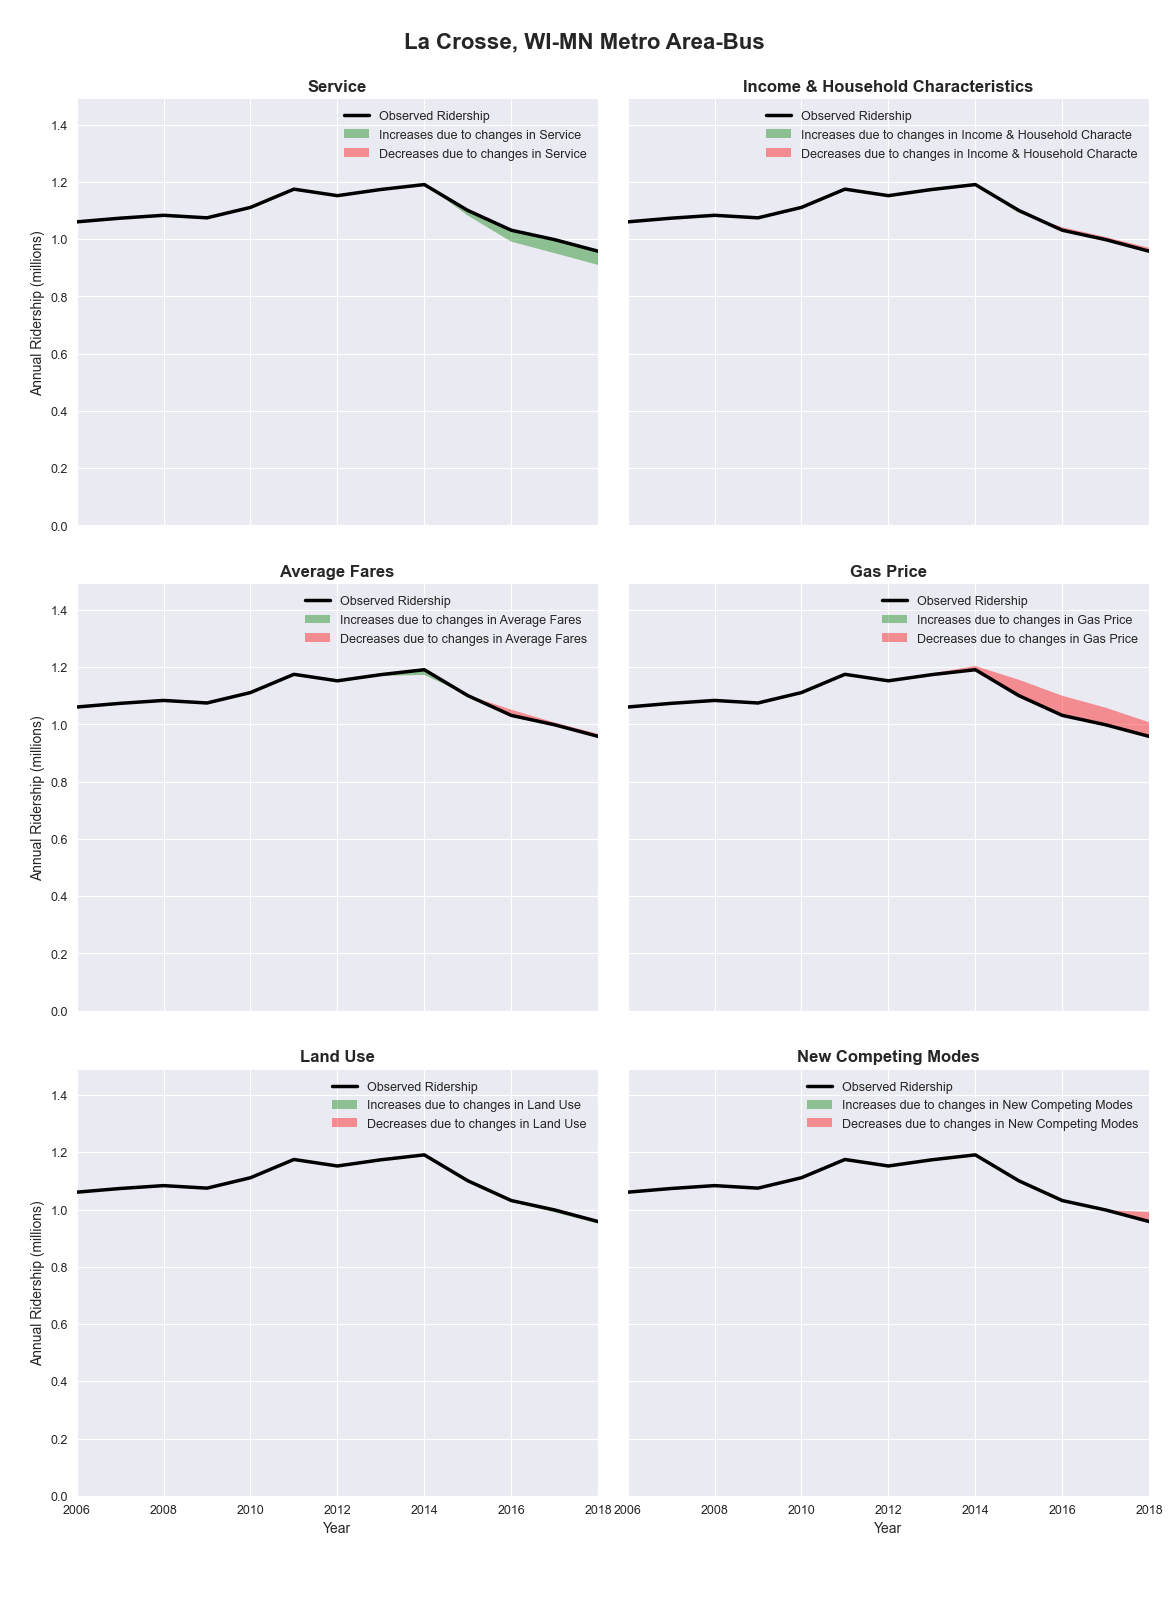 La Crosse, WI-MN Metro Area-Bus
Service
Observed Ridership
Increases due to changes in Service
Decreases due to changes in Service
1.4
1.2
1.0
0.8
0.6
0.4
0.2
0.0
Annual Ridership (millions)
Income & Household Characteristics
Observed Ridership
Increases due to changes in Income & Household Characte
Decreases due to changes in Income & Household Characte
Average Fares
Observed Ridership
Increases due to changes in Average Fares
Decreases due to changes in Average Fares
1.4
1.2
1.0
0.8
0.6
0.4
0.2
0.0
Annual Ridership (millions)
Gas Price
Observed Ridership
Increases due to changes in Gas Price
Decreases due to changes in Gas Price
Land Use
Observed Ridership
Increases due to changes in Land Use
Decreases due to changes in Land Use
1.4
1.2
1.0
0.8
0.6
0.4
0.2
0.0
Annual Ridership (millions)
2006 2008 2010 2012 2014 2016 2018
Year
New Competing Modes
Observed Ridership
Increases due to changes in New Competing Modes
Decreases due to changes in New Competing Modes
2006 2008 2010 2012 2014 2016 2018
Year